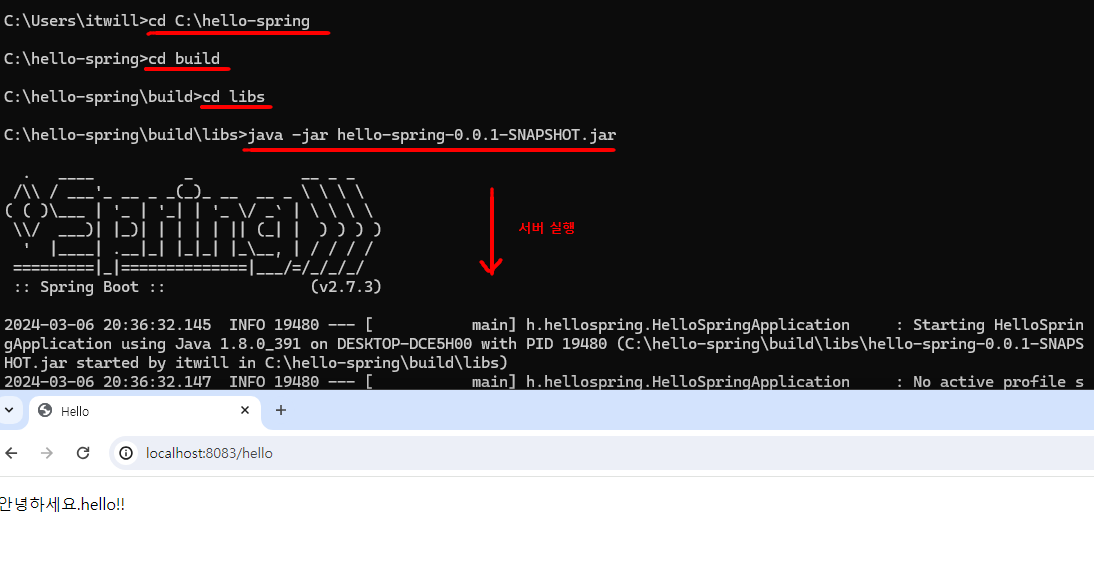 C:\Users\itwill>cd C:\hello-spring
C:\hello-spring>cd build
C:\hello-spring\build>cd libs
C:\hello-spring\build\libs>java -jar hello-spring-0.0.1-SNAPSHOT.jar
  .   ____          _            __ _ _
 /\\ / ___'_ __ _ _(_)_ __  __ _ \ \ \ \
( ( )\___ | '_ | '_| | '_ \/ _` | \ \ \ \
 \\/  ___)| |_)| | | | | || (_| |  ) ) ) )
  '  |____| .__|_| |_|_| |_\__, | / / / /
 =========|_|==============|___/=/_/_/_/
서버 실행
 :: Spring Boot ::                (v2.7.3)
2024-03-06 20:36:32.145  INFO 19480 --- [           main] h.hellospring.HelloSpringApplication     : Starting HelloSprin
gApplication using Java 1.8.0_391 on DESKTOP-DCE5H00 with PID 19480 (C:\hello-spring\build\libs\hello-spring-0.0.1-SNAPS
HOT.jar started by itwill in C:\hello-spring\build\libs)
2024-03-06 20:36:32.147  INFO 19480 --- [           main] h.hellospring.HelloSpringApplication     : No active profile s
Hello
localhost:8083/hello
안녕하세요.hello!!